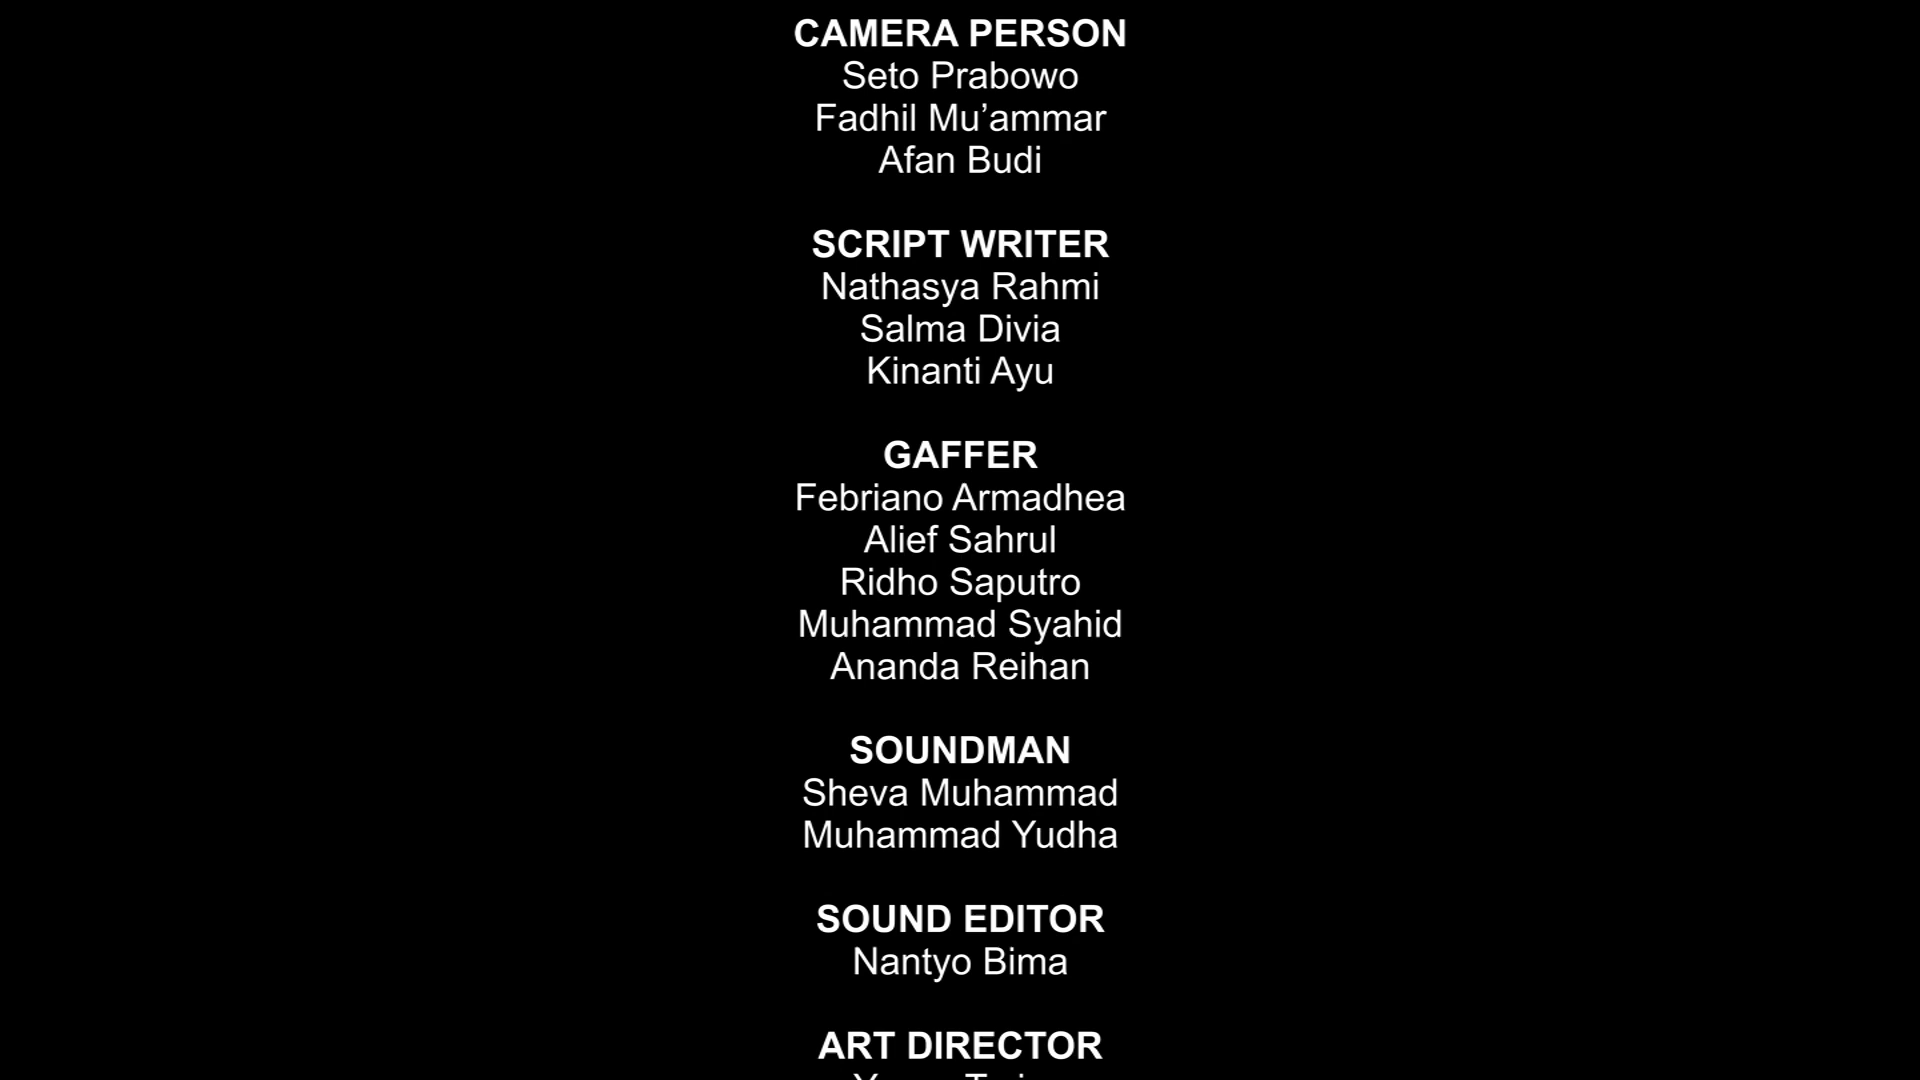 CAMERA PERSON
Seto Prabowo
Fadhil Mu’ammar
Afan Budi
SCRIPT WRITER
Nathasya Rahmi
Salma Divia
Kinanti Ayu
GAFFER
Febriano Armadhea
Alief Sahrul
Ridho Saputro
Muhammad Syahid
Ananda Reihan
SOUNDMAN
Sheva Muhammad
Muhammad Yudha
SOUND EDITOR
Nantyo Bima
ART DIRECTOR